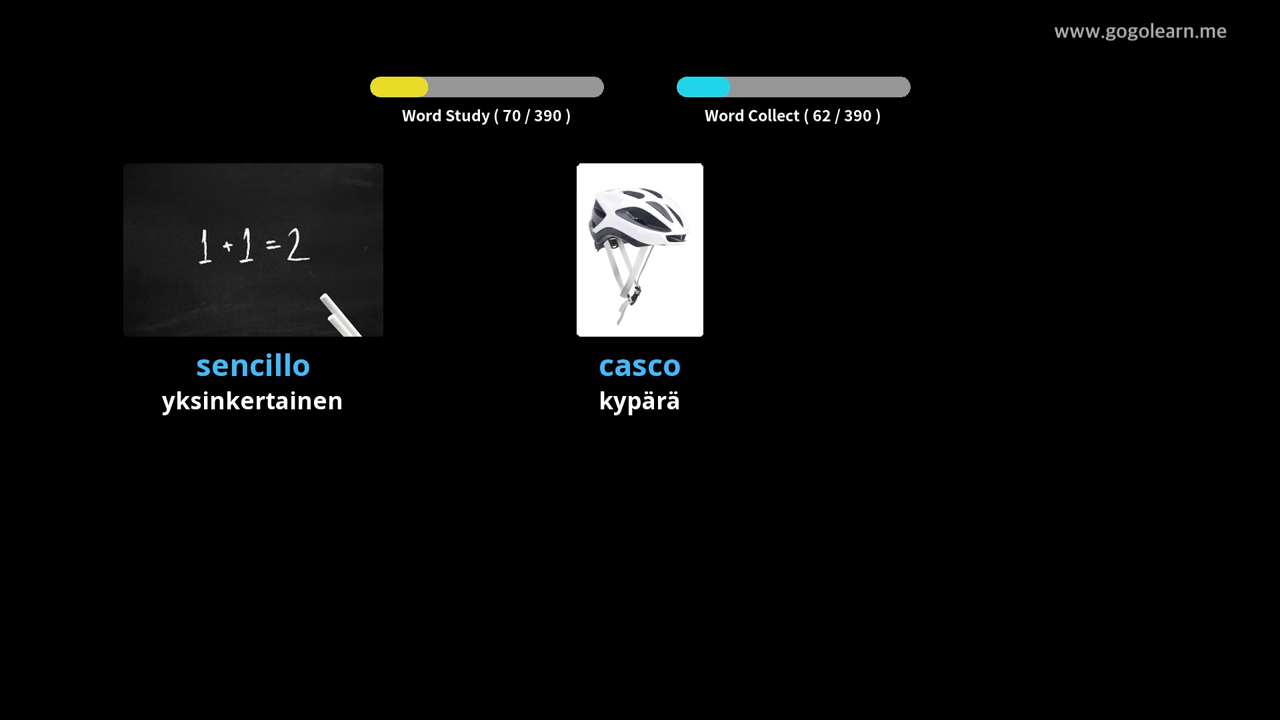 www.gogolearn.me
Word Study ( 70 / 390 )
Word Collect ( 62 / 390 )
1 + 1 = 2
sencillo
yksinkertainen
casco
kypärä